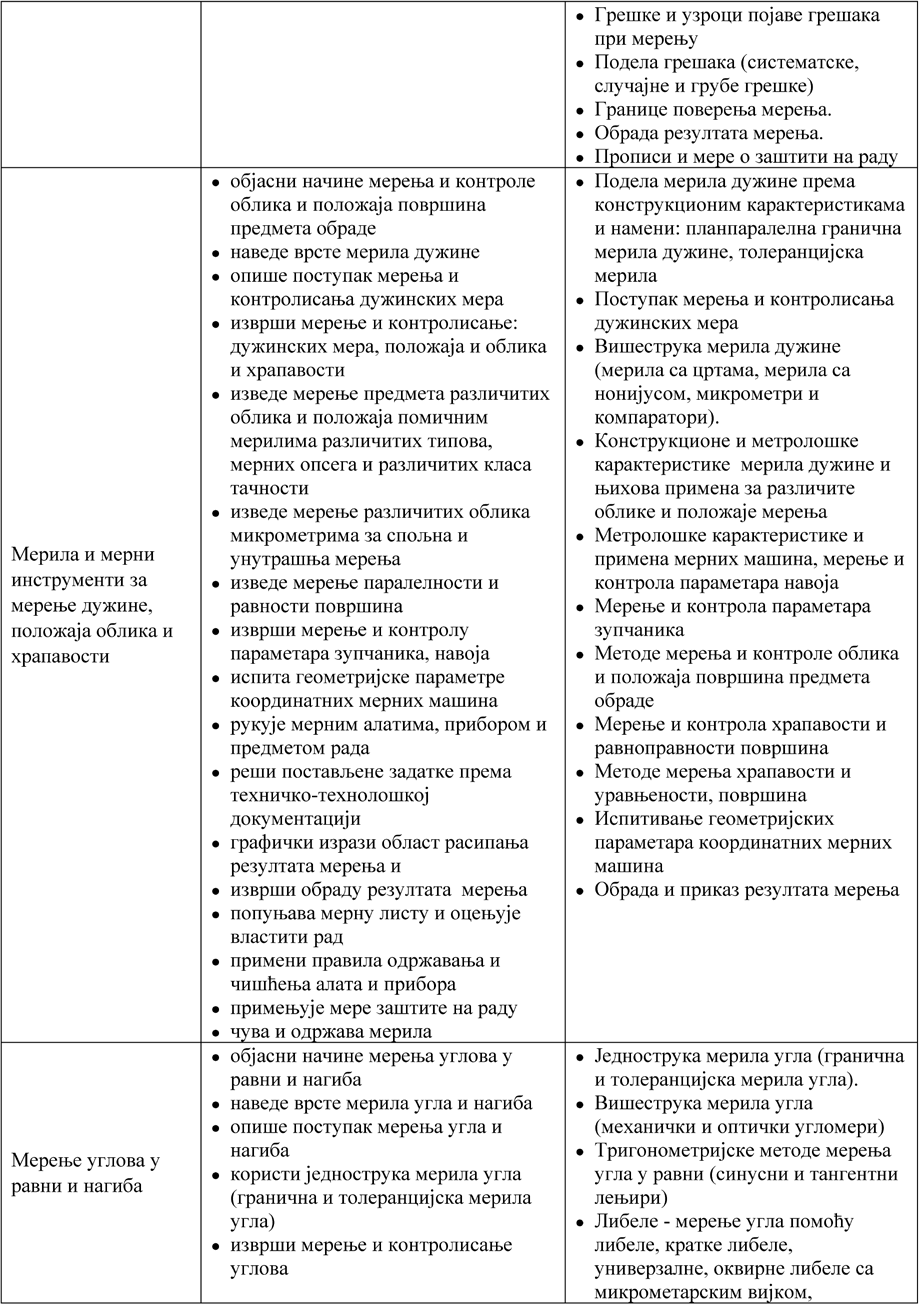 • Грешке и узроци појаве грешака
при мерењу
• Подела грешака (систематске,
случајне и грубе грешке)
• Границе поверења мерења.
• Обрада резултата мерења.
• Прописи и мере о заштити на раду
Мерила и мерни
инструменти за
мерење дужине,
положаја облика и
храпавости
• објасни начине мерења и контроле
облика и положаја површина
предмета обраде
• наведе врсте мерила дужине
• опише поступак мерења и
контролисања дужинских мера
• изврши мерење и контролисање:
дужинских мера, положаја и облика
и храпавости
• изведе мерење предмета различитих
облика и положаја помичним
мерилима различитих типова,
мерних опсега и различитих класа
тачности
• изведе мерење различитих облика
микрометрима за спољна и
унутрашња мерења
• изведе мерење паралелности и
равности површина
• изврши мерење и контролу
параметара зупчаника, навоја
• испита геометријске параметре
координатних мерних машина
• рукује мерним алатима, прибором и
предметом рада
• реши постављене задатке према
техничко-технолошкој
документацији
• графички изрази област расипања
резултата мерења и
• изврши обраду резултата  мерења
• попуњава мерну листу и оцењује
властити рад
• примени правила одржавања и
чишћења алата и прибора
• примењује мере заштите на раду
• чува и одржава мерила
• Подела мерила дужине према
конструкционим карактеристикама
и намени: планпаралелна гранична
мерила дужине, толеранцијска
мерила
• Поступак мерења и контролисања
дужинских мера
• Вишеструка мерила дужине
(мерила са цртама, мерила са
нонијусом, микрометри и
компаратори).
• Конструкционе и метролошке
карактеристике  мерила дужине и
њихова примена за различите
облике и положаје мерења
• Метролошке карактеристике и
примена мерних машина, мерење и
контрола параметара навоја
• Мерење и контрола параметара
зупчаника
• Методе мерења и контроле облика
и положаја површина предмета
обраде
• Мерење и контрола храпавости и
равноправности површина
• Методе мерења храпавости и
уравњености, површина
• Испитивање геометријских
параметара координатних мерних
машина
• Обрада и приказ резултата мерења
Мерење углова у
равни и нагиба
• објасни начине мерења углова у
равни и нагиба
• наведе врсте мерила угла и нагиба
• опише поступак мерења угла и
нагиба
• користи једнострука мерила угла
(гранична и толеранцијска мерила
угла)
• изврши мерење и контролисање
углова
• Једнострука мерила угла (гранична
и толеранцијска мерила угла).
• Вишеструка мерила угла
(механички и оптички угломери)
• Тригонометријске методе мерења
угла у равни (синусни и тангентни
лењири)
• Либеле - мерење угла помоћу
либеле, кратке либеле,
универзалне, оквирне либеле са
микрометарским вијком,